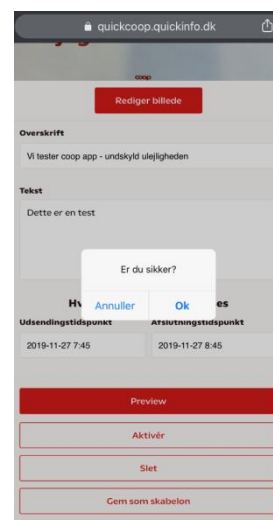 quickcoop.quickinfo.dk
coop
Rediger billede
Overskrift
Vi tester coop app - undskyld ulejligheden
Tekst
Dette er en test
Er du sikker?
Annuller Ok
Hv es
Udsendingstidspunkt Afslutningstidspunkt
2019-11-27 7:45 2019-11-27 8:45
Preview
Aktivér
Slet
Gem som skabelon